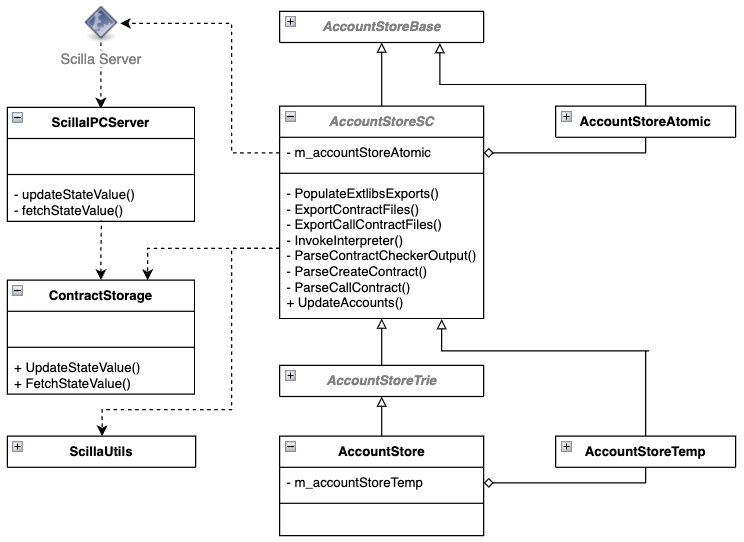 Scilla Server
ScillaIPCServer
- updateStateValue()
- fetchStateValue()
ContractStorage
+ UpdateStateValue()
+ FetchStateValue()
ScillaUtils
AccountStoreBase
AccountStoreSC
- m_accountStoreAtomic
- PopulateExtlibsExports()
- ExportContractFiles()
- ExportCallContractFiles()
- InvokeInterpreter()
- ParseContractCheckerOutput()
- ParseCreateContract()
- ParseCallContract()
+ UpdateAccounts()
AccountStoreTrie
AccountStore
- m_accountStoreTemp
AccountStoreAtomic
AccountStoreTemp